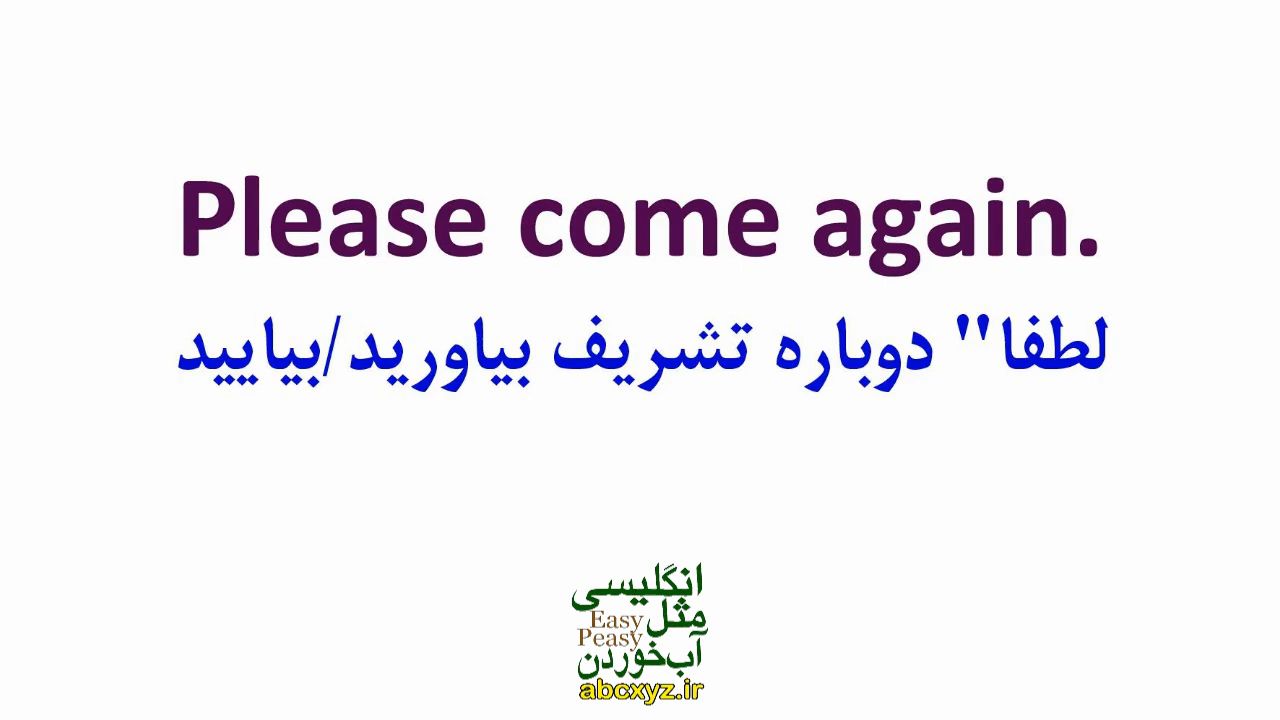 Please come again.
لطفا" دوباره تشریف بیاورید/بیایید
انگلیسی
مثل
Easy
Peasy
آب‌خوردن
abcxyz.ir